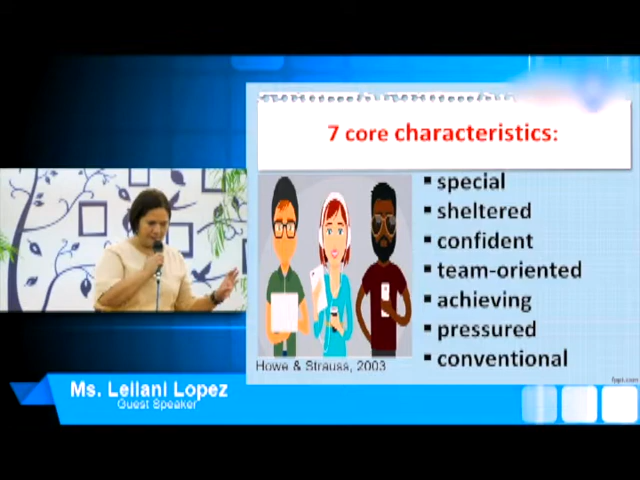 7 core characteristics:
▪ special
▪ sheltered
▪ confident
▪ team-oriented
▪ achieving
▪ pressured
▪ conventional
Howe & Strauss, 2003
fppt.com
Ms. Leilani Lopez
Guest Speaker